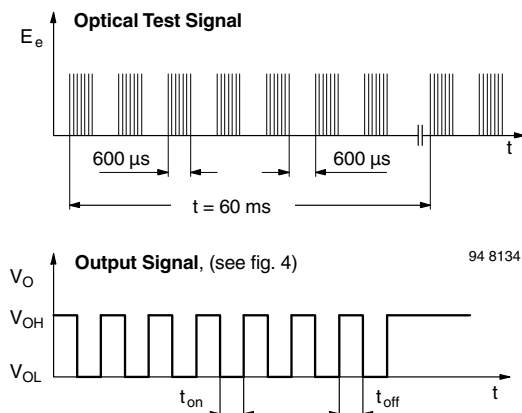 Optical Test Signal
E e
600 µs
600 µs
t
t = 60 ms
94 8134
Output Signal, (see fig. 4)
V O
V OH
V OL
t on
t off
t